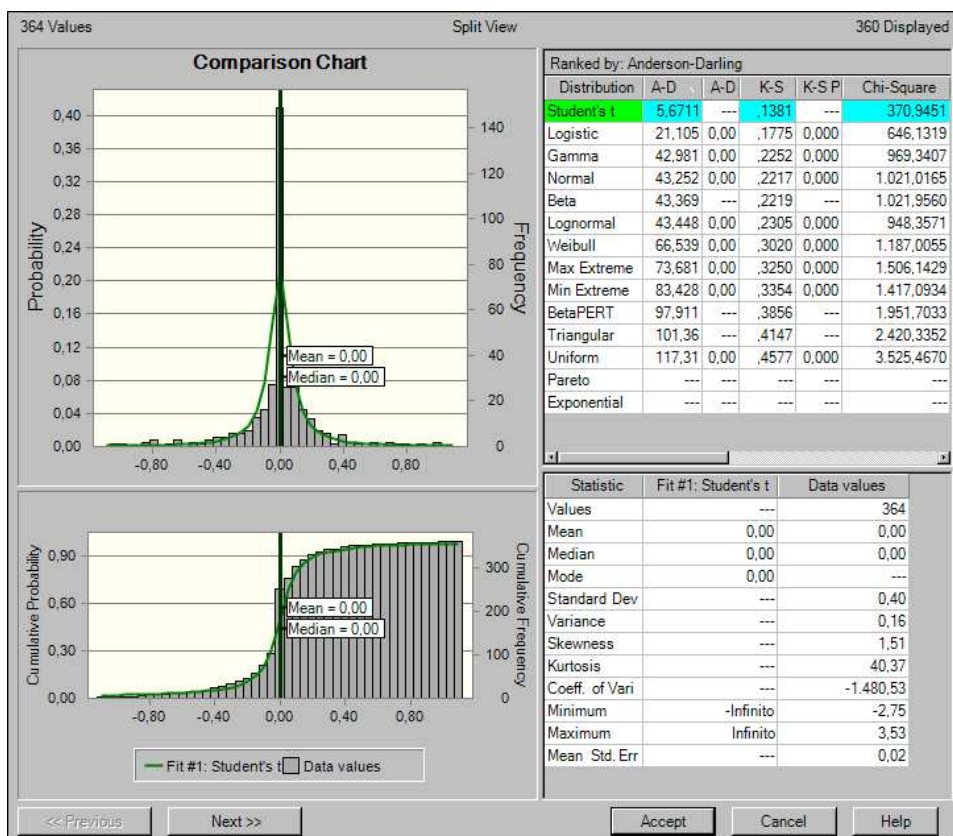 364 Values Split View 360 Displayed
Comparison Chart
Probability
Frequency
0,40
0,36
0,32
0,28
0,24
0,20
0,16
0,12
0,08
0,04
0,00
140
120
100
80
60
40
20
0
Mean = 0,00
Median = 0,00
-0,80 -0,40 0,00 0,40 0,80
Cumulative Probability
Cumulative Frequency
0,90
0,60
0,30
0,00
300
200
100
0
Mean = 0,00
Median = 0,00
-0,80 -0,40 0,00 0,40 0,80
Fit #1: Student's t Data values
Ranked by: Anderson-Darling
Distribution A-D A-D K-S K-S P Chi-Square
Student's t 5,6711 --- ,1381 --- 370,9451
Logistic 21,105 0,00 ,1775 0,000 646,1319
Gamma 42,981 0,00 ,2252 0,000 969,3407
Normal 43,252 0,00 ,2217 0,000 1.021,0165
Beta 43,369 --- ,2219 --- 1.021,9560
Lognormal 43,448 0,00 ,2305 0,000 948,3571
Weibull 66,539 0,00 ,3020 0,000 1.187,0055
Max Extreme 73,681 0,00 ,3250 0,000 1.506,1429
Min Extreme 83,428 0,00 ,3354 0,000 1.417,0934
BetaPERT 97,911 --- ,3856 --- 1.951,7033
Triangular 101,36 --- ,4147 --- 2.420,3352
Uniform 117,31 0,00 ,4577 0,000 3.525,4670
Pareto --- --- --- --- ---
Exponential --- --- --- --- ---
Statistic Fit #1: Student's t Data values
Values --- 364
Mean 0,00 0,00
Median 0,00 0,00
Mode 0,00 ---
Standard Dev --- 0,40
Variance --- 0,16
Skewness --- 1,51
Kurtosis --- 40,37
Coeff. of Vari --- -1.480,53
Minimum -Infinito -2,75
Maximum Infinito 3,53
Mean Std. Err --- 0,02
<< Previous Next >> Accept Cancel Help